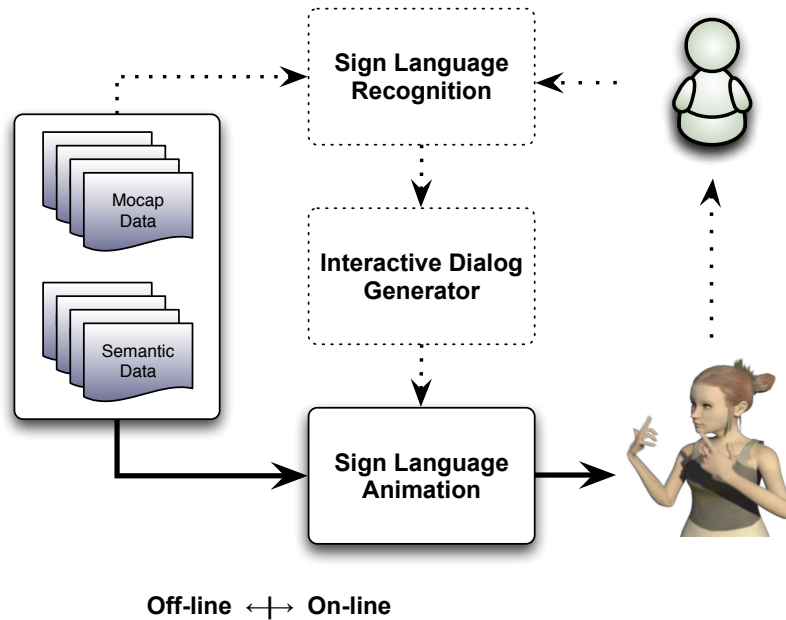 Sign Language
Recognition
Mocap
Data
Interactive Dialog
Generator
Semantic
Data
Sign Language
Animation
Off-line ↔ On-line